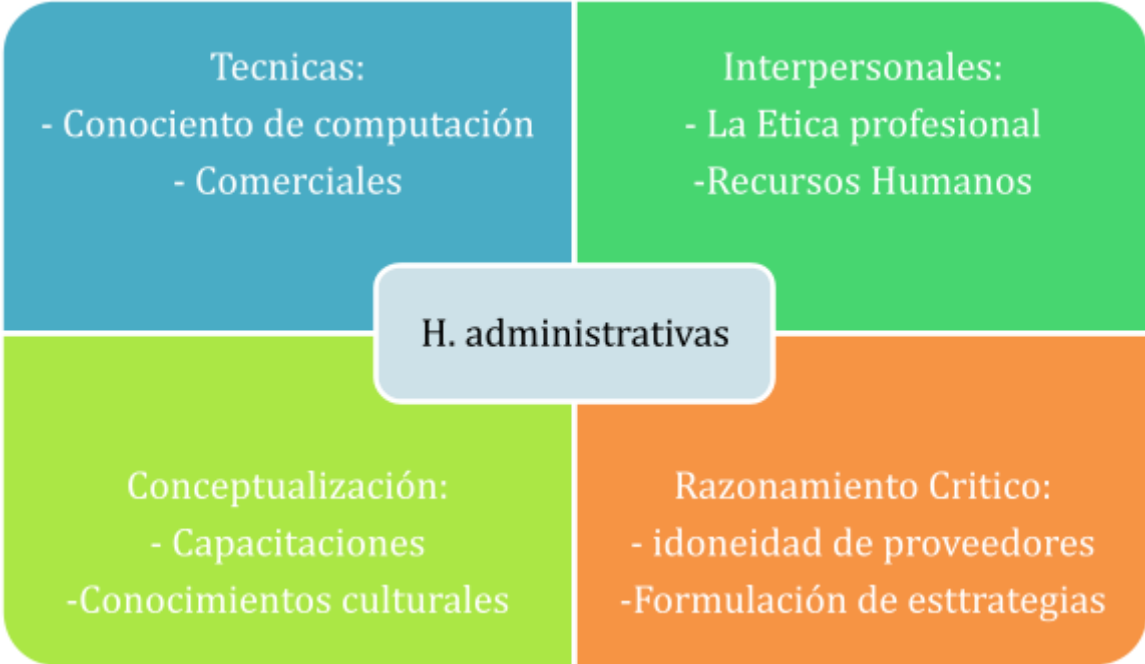 Tecnicas:
- Conociento de computación
- Comerciales
Interpersonales:
- La Etica profesional
-Recursos Humanos
H. administrativas
Conceptualización:
- Capacitaciones
-Conocimientos culturales
Razonamiento Critico:
- idoneidad de proveedores
-Formulación de esttrategias